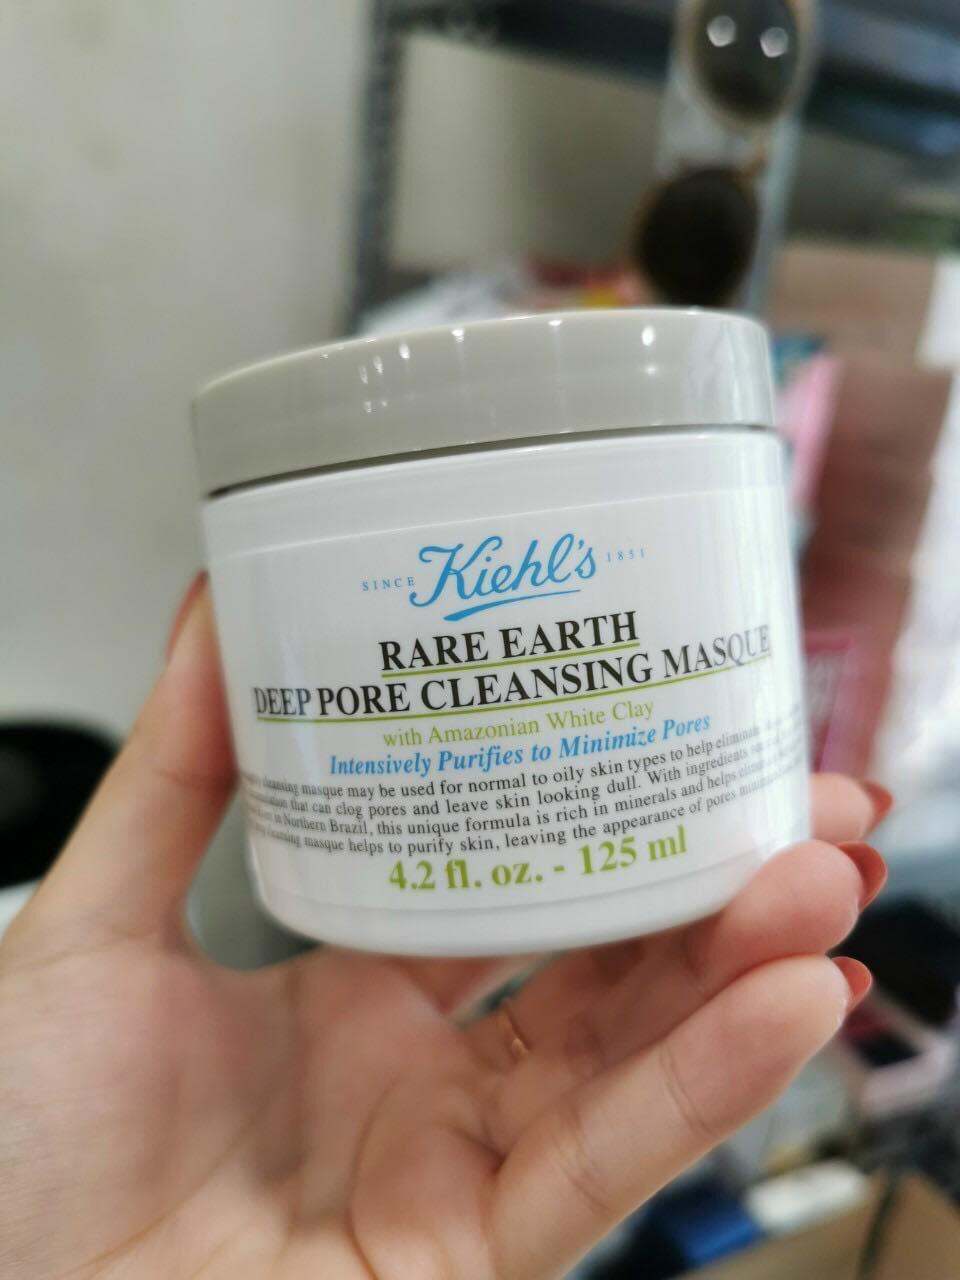 SINCE Kiehl's 1851
RARE EARTH
DEEP PORE CLEANSING MASQUE
with Amazonian White Clay
Intensively Purifies to Minimize Pores
cleansing masque may be used for normal to oily skin types to help eliminate
that can clog pores and leave skin looking dull. With ingredients
in Northern Brazil, this unique formula is rich in minerals and helps
cleansing masque helps to purify skin, leaving the appearance of pores
4.2 fl. oz. - 125 ml